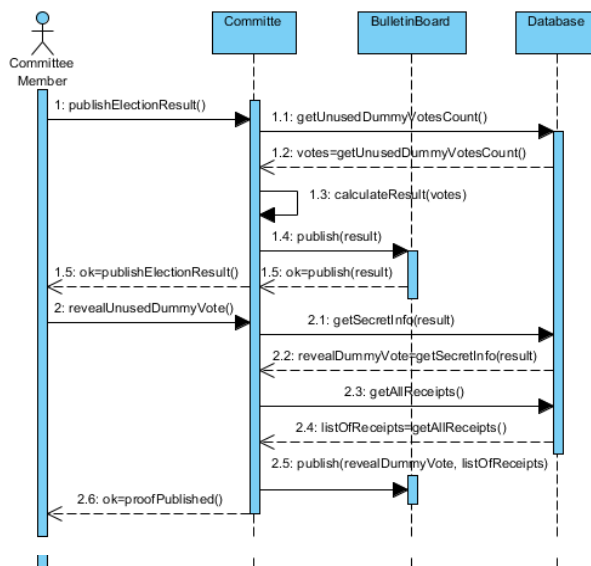 Committe
BulletinBoard
Database
Committee
Member
1: publishElectionResult()
1.1: getUnusedDummyVotesCount()
1.2: votes=getUnusedDummyVotesCount()
1.3: calculateResult(votes)
1.4: publish(result)
1.5: ok=publishElectionResult()
1.5: ok=publish(result)
2: revealUnusedDummyVote()
2.1: getSecretInfo(result)
2.2: revealDummyVote=getSecretInfo(result)
2.3: getAllReceipts()
2.4: listOfReceipts=getAllReceipts()
2.5: publish(revealDummyVote, listOfReceipts)
2.6: ok=proofPublished()